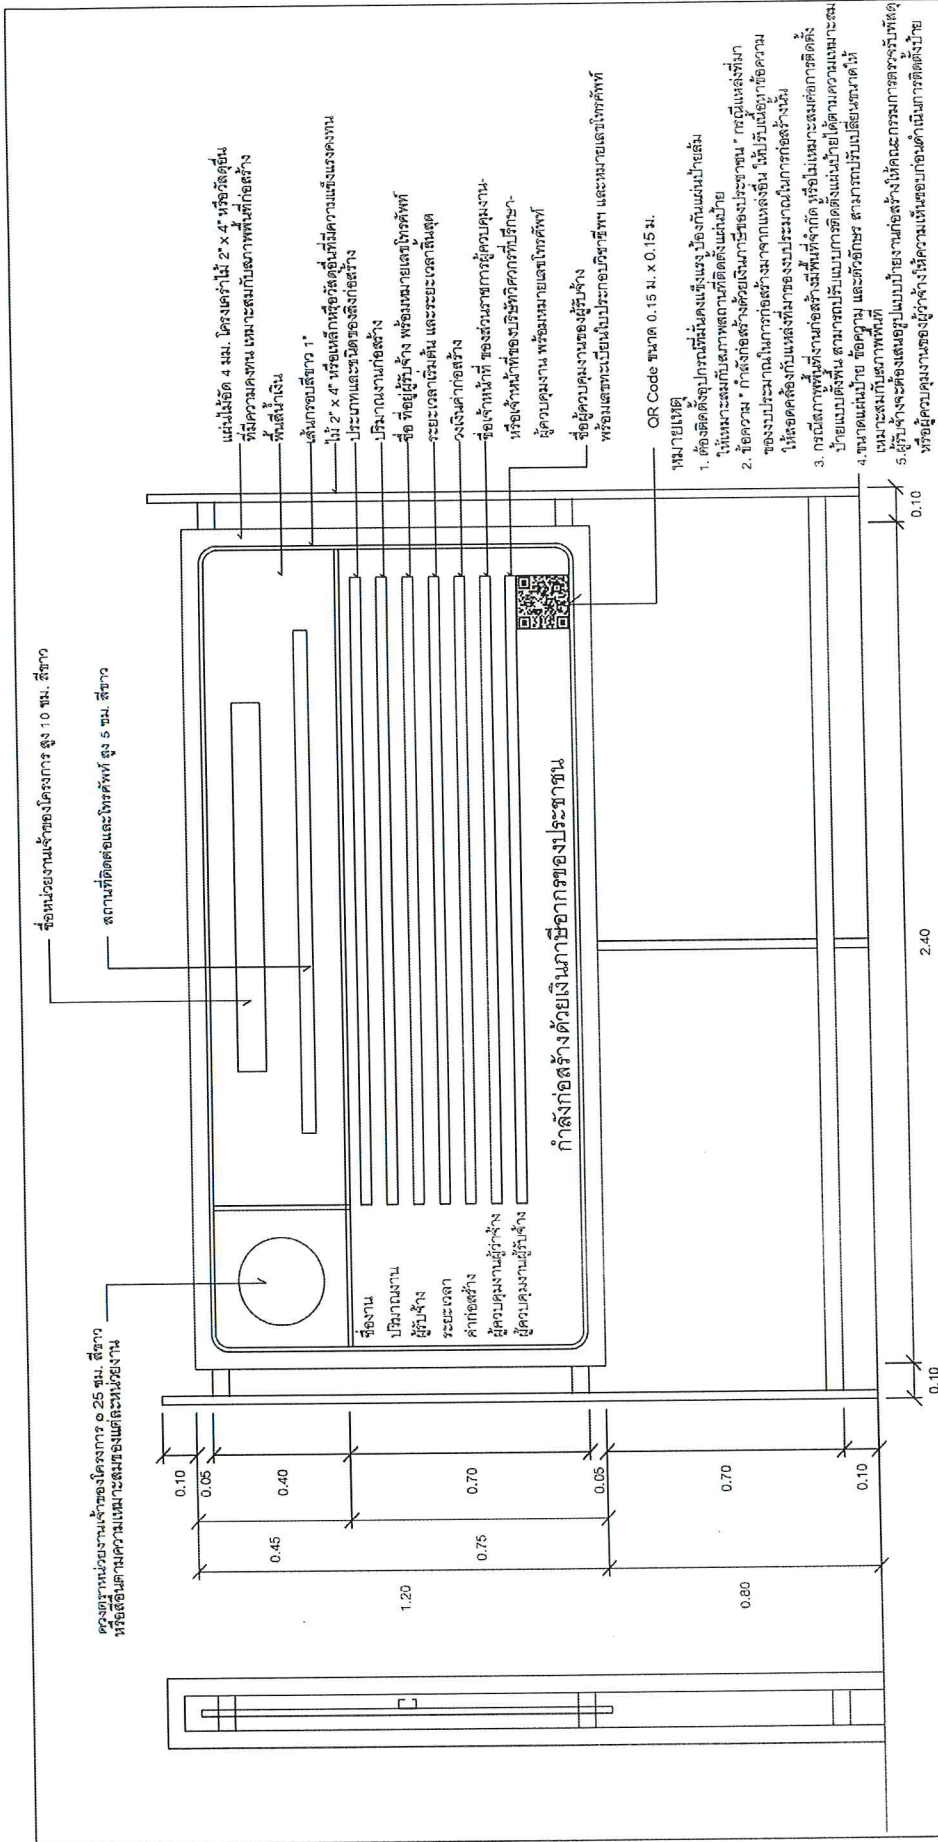 ดวงตราหน่วยงานเจ้าของโครงการ ø 25 ซม. สีขาว
หรือสีอื่นตามความเหมาะสมของแต่ละหน่วยงาน
ชื่อหน่วยงานเจ้าของโครงการ สูง 10 ซม. สีขาว
สถานที่ติดต่อและโทรศัพท์ สูง 5 ซม. สีขาว
แผ่นไม้อัด 4 มม. โครงเคร่าไม้ 2" x 4" หรือวัสดุอื่น
ที่มีความคงทน เหมาะสมกับสภาพพื้นที่ก่อสร้าง
พื้นสีน้ำเงิน
เส้นกรอบสีขาว 1"
ไม้ 2" x 4" หรือเหล็กหรือวัสดุอื่นที่มีความแข็งแรงคงทน
ประเภทและชนิดของสิ่งก่อสร้าง
ปริมาณงานก่อสร้าง
ชื่อ ที่อยู่ผู้รับจ้าง พร้อมหมายเลขโทรศัพท์
ระยะเวลาเริ่มต้น และระยะเวลาสิ้นสุด
วงเงินค่าก่อสร้าง
ชื่อเจ้าหน้าที่ ของส่วนราชการผู้ควบคุมงาน-
หรือเจ้าหน้าที่ของบริษัทวิศวกรที่ปรึกษา-
ผู้ควบคุมงาน พร้อมหมายเลขโทรศัพท์
ชื่อผู้ควบคุมงานของผู้รับจ้าง
พร้อมเลขทะเบียนใบประกอบวิชาชีพฯ และหมายเลขโทรศัพท์
QR Code ขนาด 0.15 ม. x 0.15 ม.
ชื่องาน
ปริมาณงาน
ผู้รับจ้าง
ระยะเวลา
ค่าก่อสร้าง
ผู้ควบคุมงานผู้ว่าจ้าง
ผู้ควบคุมงานผู้รับจ้าง
กำลังก่อสร้างด้วยเงินภาษีอากรของประชาชน
หมายเหตุ
1. ต้องติดตั้งอุปกรณ์ที่มั่นคงแข็งแรง ป้องกันแผ่นป้ายล้ม
ให้เหมาะสมกับสภาพสถานที่ติดตั้งแผ่นป้าย
2. ข้อความ " กำลังก่อสร้างด้วยเงินภาษีของประชาชน " กรณีแหล่งที่มา
ของงบประมาณในการก่อสร้างมาจากแหล่งอื่น ให้ปรับเนื้อหาข้อความ
ให้สอดคล้องกับแหล่งที่มาของงบประมาณในการก่อสร้างนั้น
3. กรณีสภาพพื้นที่งานก่อสร้างมีพื้นที่จำกัด หรือไม่เหมาะสมต่อการติดตั้ง
ป้ายแบบตั้งพื้น สามารถปรับแบบการติดตั้งแผ่นป้ายได้ตามความเหมาะสม
4. ขนาดแผ่นป้าย ข้อความ และตัวอักษร สามารถปรับเปลี่ยนขนาดให้
เหมาะสมกับสภาพพื้นที่
5. ผู้รับจ้างจะต้องเสนอรูปแบบป้ายงานก่อสร้างให้คณะกรรมการตรวจรับพัสดุ
หรือผู้ควบคุมงานของผู้ว่าจ้างให้ความเห็นชอบก่อนดำเนินการติดตั้งป้าย
0.10
0.05
0.40
0.70
0.05
0.70
0.10
0.45
0.75
1.20
0.80
0.10
2.40
0.10